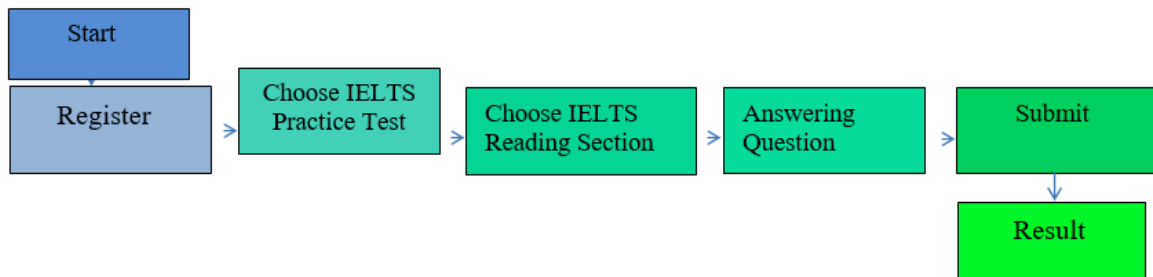 Start
Register
Choose IELTS
Practice Test
Choose IELTS
Reading Section
Answering
Question
Submit
Result